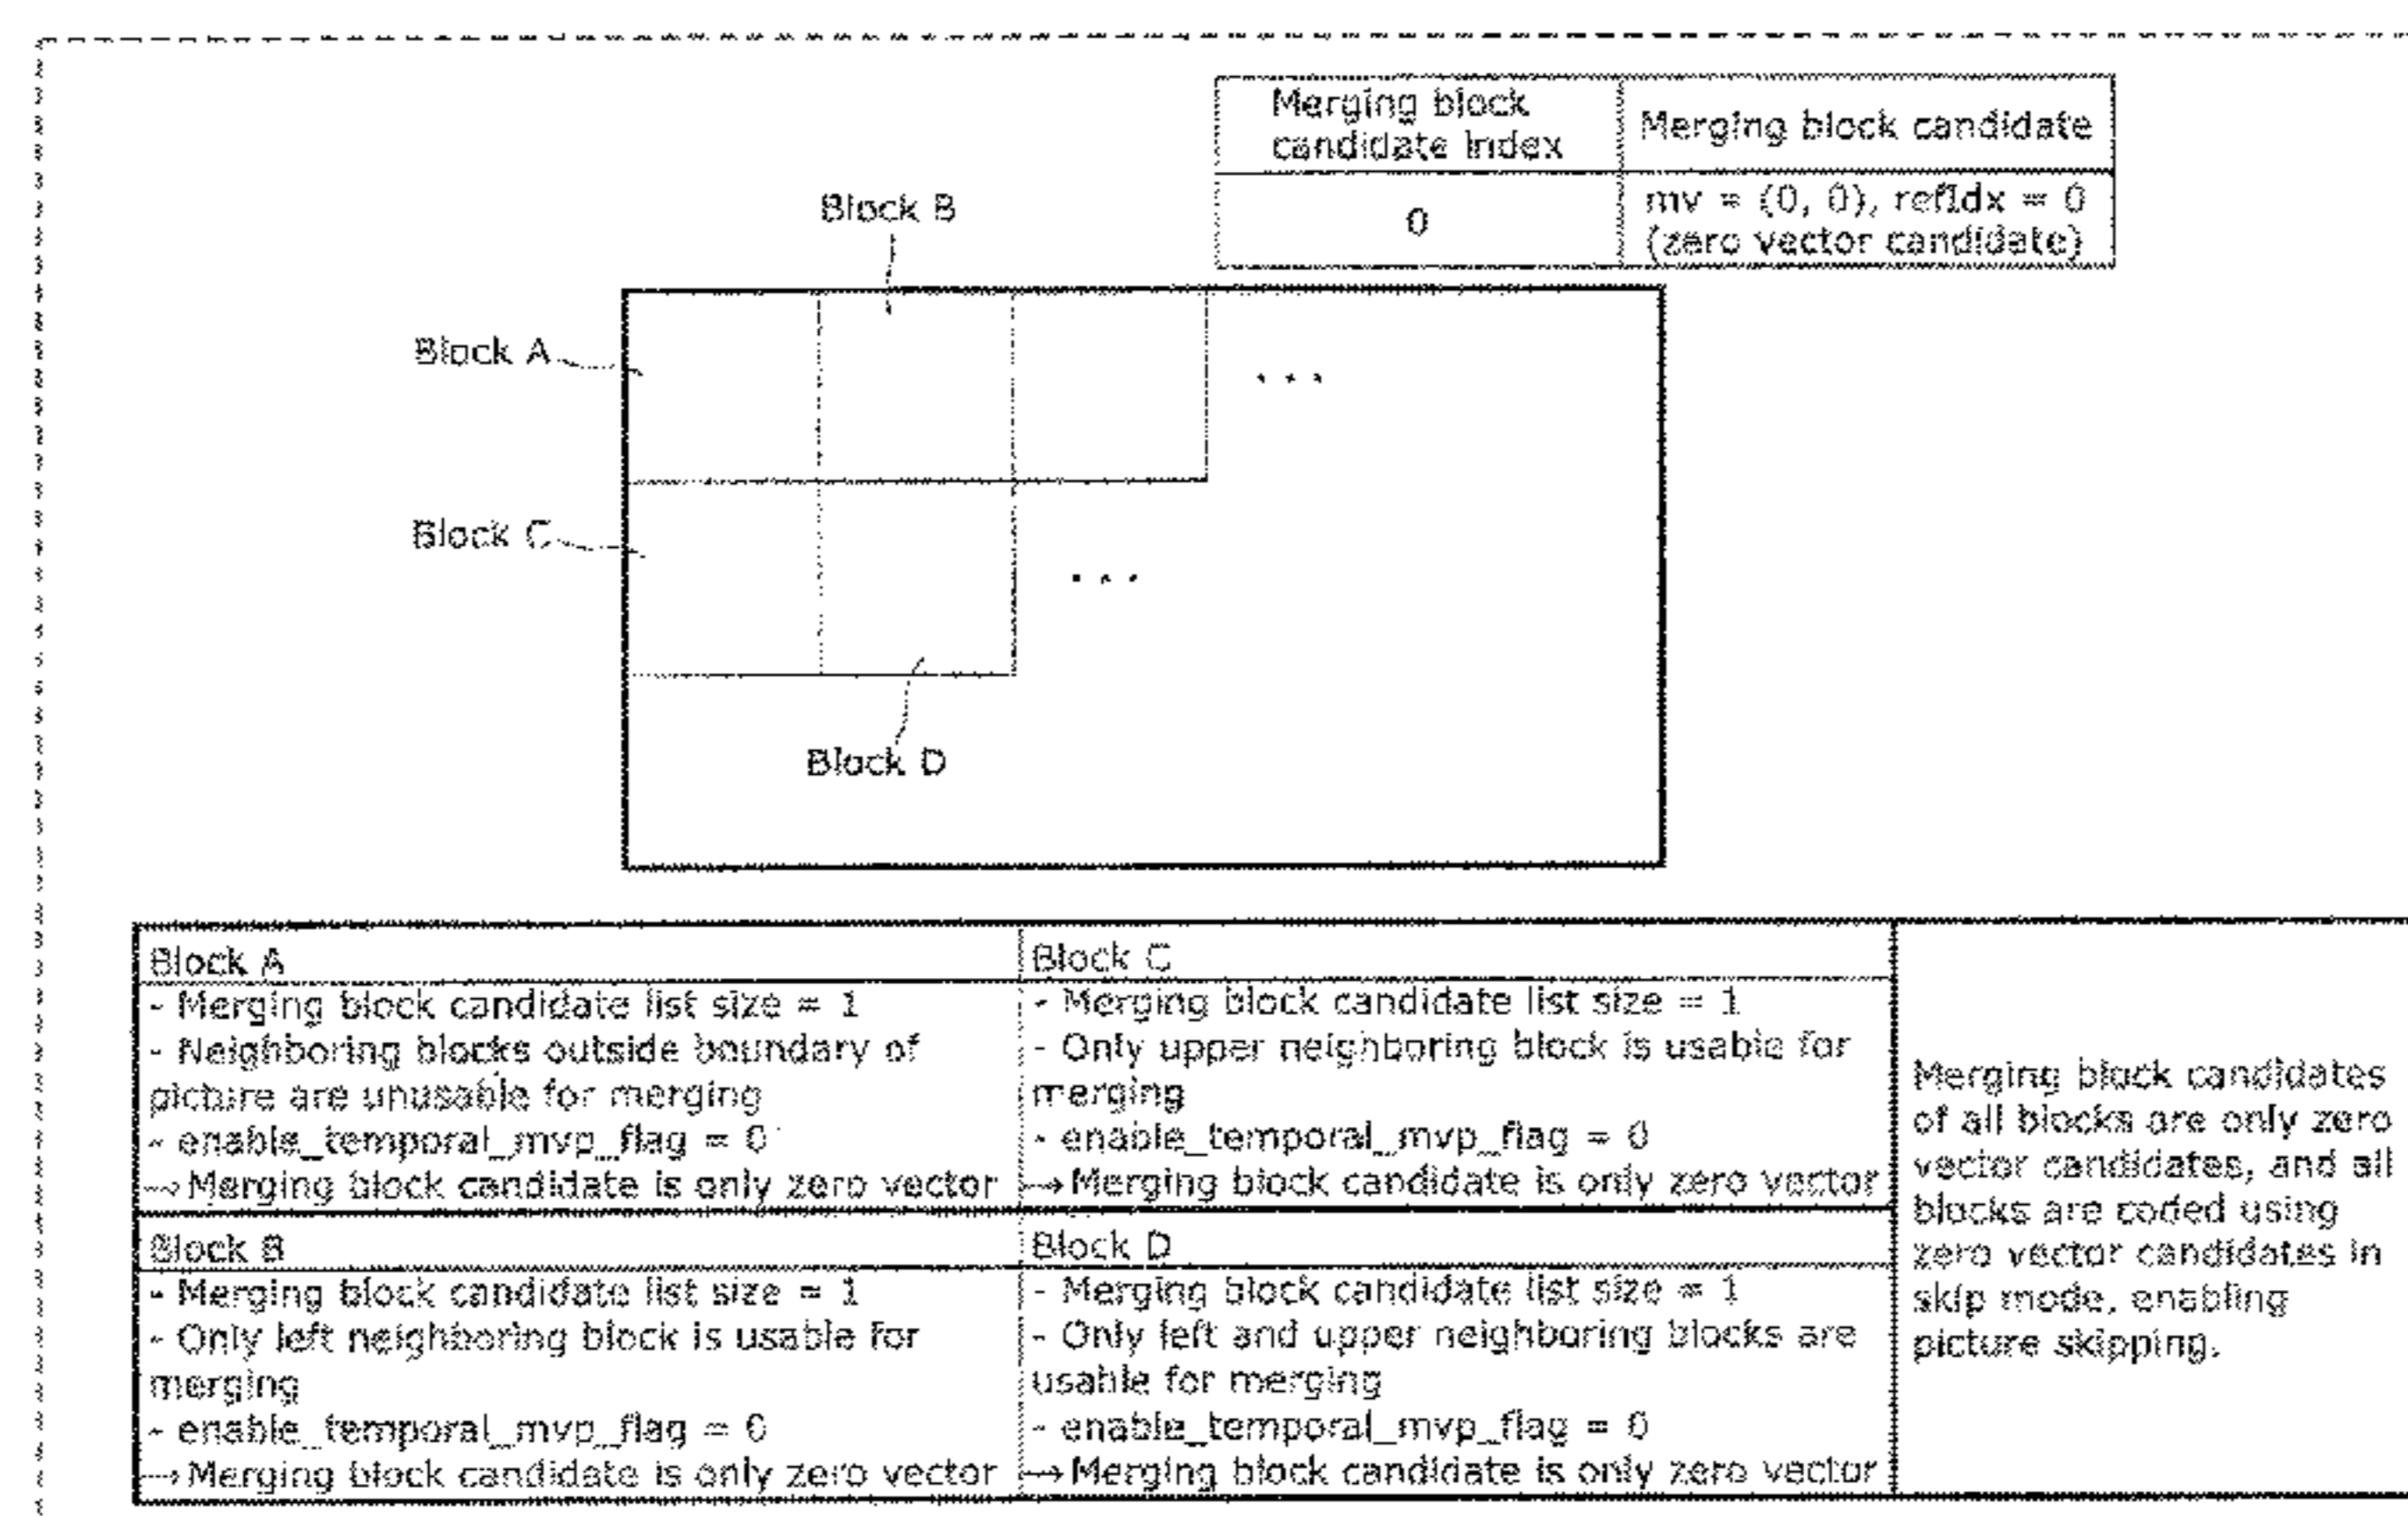 Merging block
candidate index
Merging block candidate
0
mv = (0, 0), refIdx = 0
(zero vector candidate)
Block B
Block A
...
Block C
...
Block D
Block A
- Merging block candidate list size = 1
- Neighboring blocks outside boundary of
picture are unusable for merging
- enable_temporal_mvp_flag = 0
→Merging block candidate is only zero vector
Block C
- Merging block candidate list size = 1
- Only upper neighboring block is usable for
merging
- enable_temporal_mvp_flag = 0
→Merging block candidate is only zero vector
Block B
- Merging block candidate list size = 1
- Only left neighboring block is usable for
merging
- enable_temporal_mvp_flag = 0
→Merging block candidate is only zero vector
Block D
- Merging block candidate list size = 1
- Only left and upper neighboring blocks are
usable for merging
- enable_temporal_mvp_flag = 0
→Merging block candidate is only zero vector
Merging block candidates
of all blocks are only zero
vector candidates, and all
blocks are coded using
zero vector candidates in
skip mode, enabling
picture skipping.